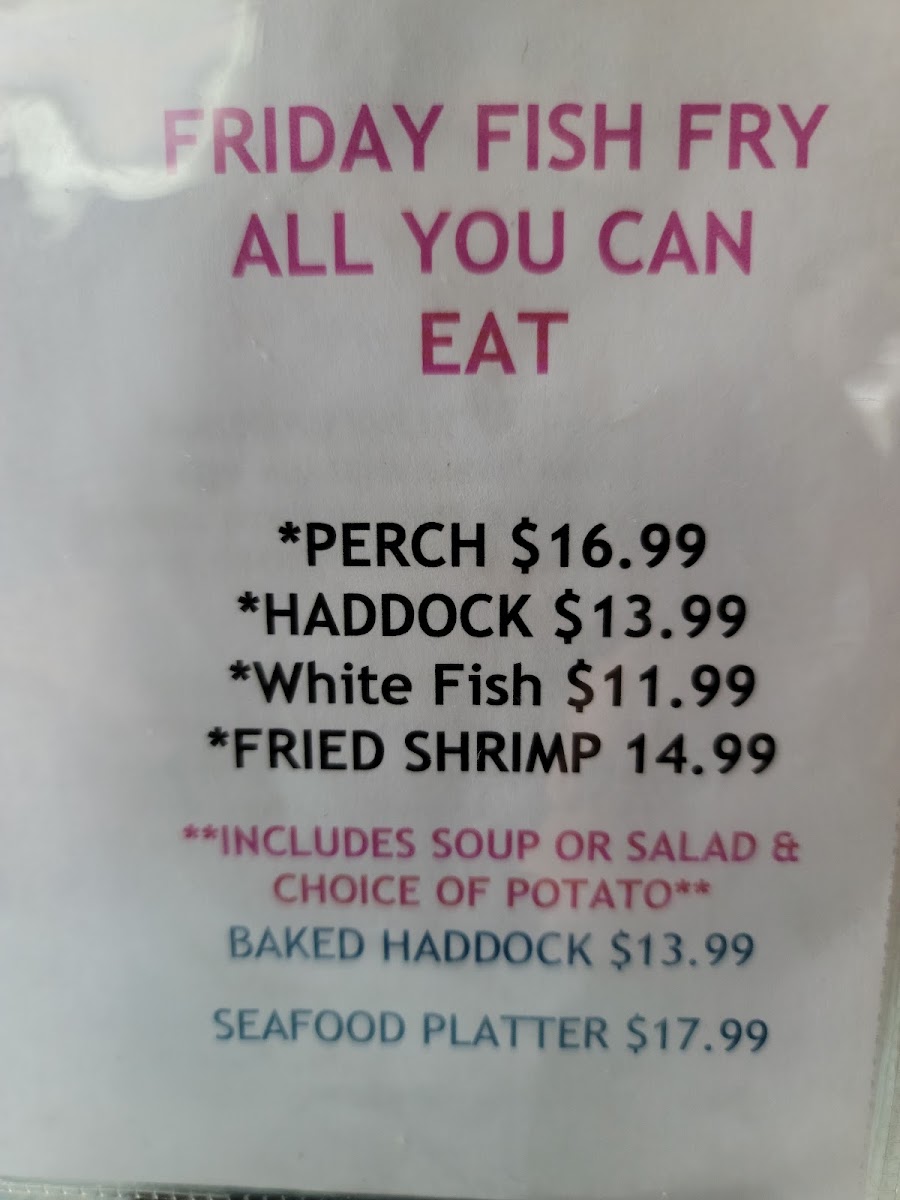 FRIDAY FISH FRY
ALL YOU CAN
EAT
*PERCH $16.99
*HADDOCK $13.99
*White Fish $11.99
*FRIED SHRIMP 14.99
**INCLUDES SOUP OR SALAD &
CHOICE OF POTATO**
BAKED HADDOCK $13.99
SEAFOOD PLATTER $17.99